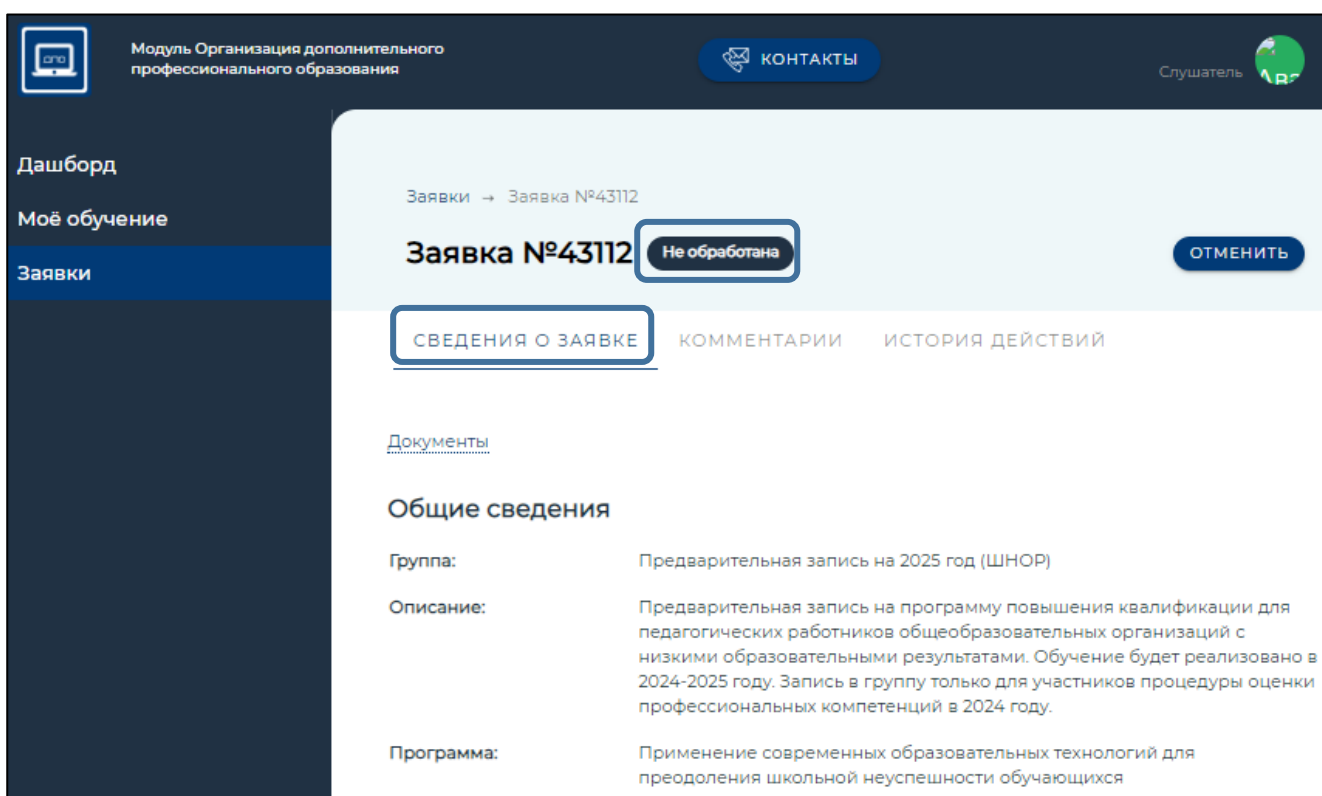 дпо
Модуль Организация дополнительного
профессионального образования
КОНТАКТЫ
Слушатель
Дашборд
Моё обучение
Заявки
Заявки → Заявка №43112
Заявка №43112
Не обработана
ОТМЕНИТЬ
СВЕДЕНИЯ О ЗАЯВКЕ
КОММЕНТАРИИ
ИСТОРИЯ ДЕЙСТВИЙ
Документы
Общие сведения
Группа:
Предварительная запись на 2025 год (ШНОР)
Описание:
Предварительная запись на программу повышения квалификации для
педагогических работников общеобразовательных организаций с
низкими образовательными результатами. Обучение будет реализовано в
2024-2025 году. Запись в группу только для участников процедуры оценки
профессиональных компетенций в 2024 году.
Программа:
Применение современных образовательных технологий для
преодоления школьной неуспешности обучающихся